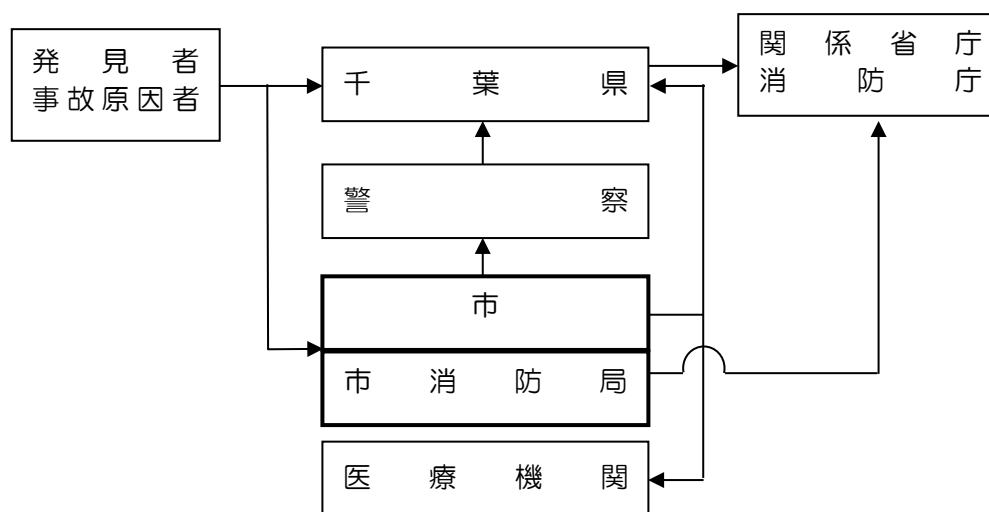 発見者
事故原因者
千葉県
関係省庁
消防庁
警察
市
市消防局
医療機関